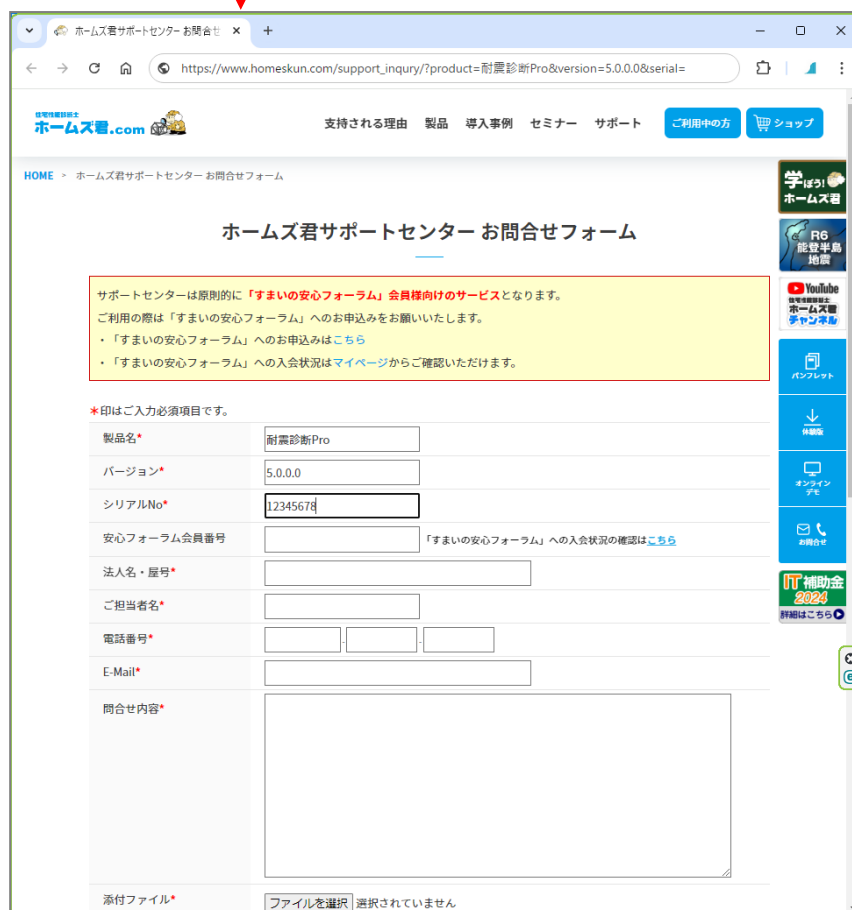 ホームズ君サポートセンター お問合せ
https://www.homeskun.com/support_inqury/?product=耐震診断Pro&version=5.0.0.0&serial=
住宅性能診断士
ホームズ君.com
支持される理由 製品 導入事例 セミナー サポート ご利用中の方 ショップ
HOME > ホームズ君サポートセンター お問合せフォーム
学ぼう!
ホームズ君
ホームズ君サポートセンター お問合せフォーム
R6
能登半島
地震
サポートセンターは原則的に「すまいの安心フォーラム」会員様向けのサービスとなります。
ご利用の際は「すまいの安心フォーラム」へのお申込みをお願いいたします。
・「すまいの安心フォーラム」へのお申込みはこちら
・「すまいの安心フォーラム」への入会状況はマイページからご確認いただけます。
YouTube
住宅性能診断士
ホームズ君
チャンネル
パンフレット
体験版
オンライン
デモ
お問合せ
IT補助金
2024
詳細はこちら
*印はご入力必須項目です。
製品名* 耐震診断Pro
バージョン* 5.0.0.0
シリアルNo* 12345678
安心フォーラム会員番号 「すまいの安心フォーラム」への入会状況の確認はこちら
法人名・屋号*
ご担当者名*
電話番号* - -
E-Mail*
問合せ内容*
添付ファイル* ファイルを選択 選択されていません